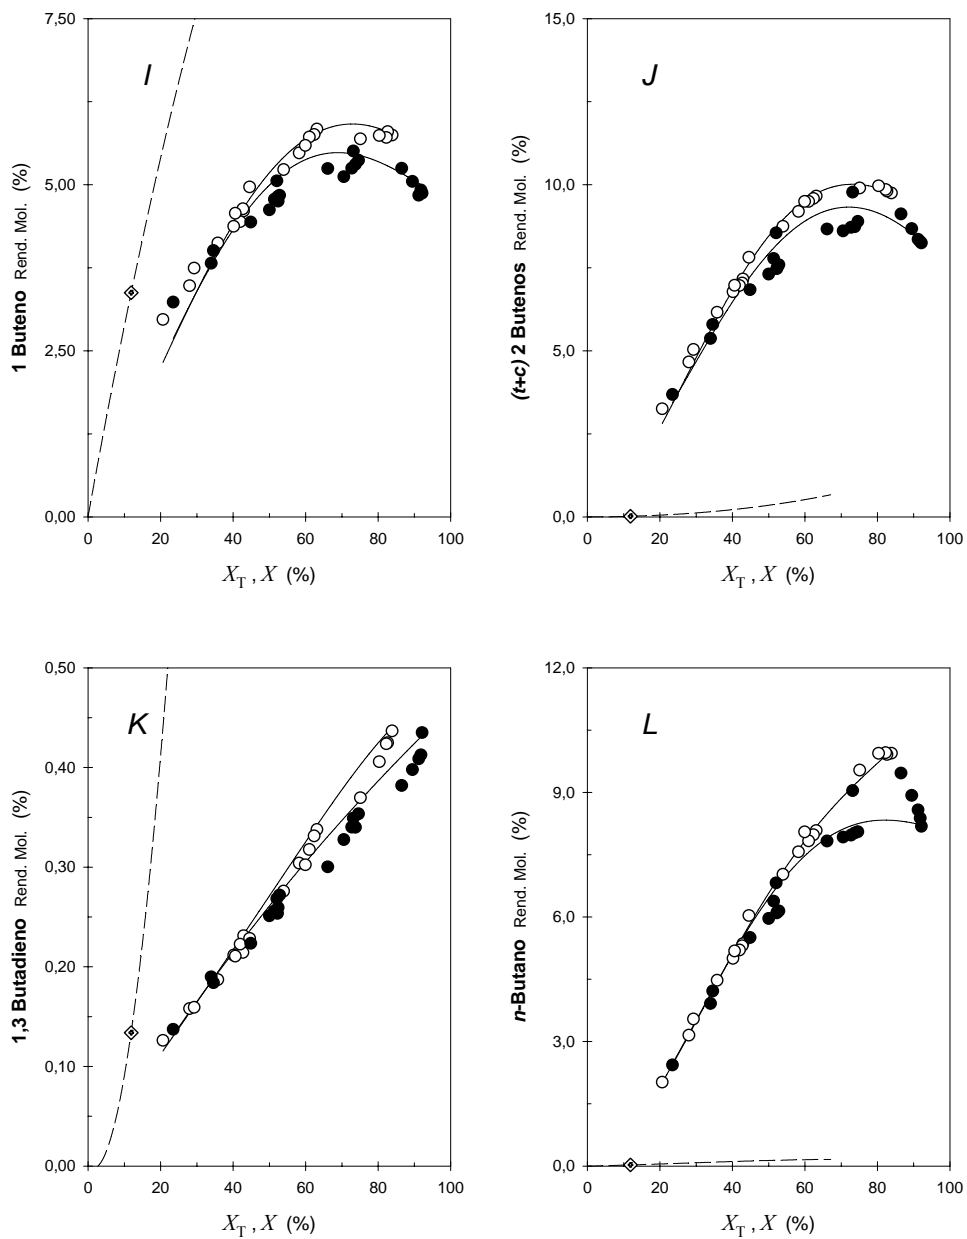 7,50
5,00
2,50
0,00
1 Buteno Rend. Mol. (%)
I
0 20 40 60 80 100
X_T , X (%)
15,0
10,0
5,0
0,0
(t+c) 2 Butenos Rend. Mol. (%)
J
0 20 40 60 80 100
X_T , X (%)
0,50
0,40
0,30
0,20
0,10
0,00
1,3 Butadieno Rend. Mol. (%)
K
0 20 40 60 80 100
X_T , X (%)
12,0
9,0
6,0
3,0
0,0
n-Butano Rend. Mol. (%)
L
0 20 40 60 80 100
X_T , X (%)